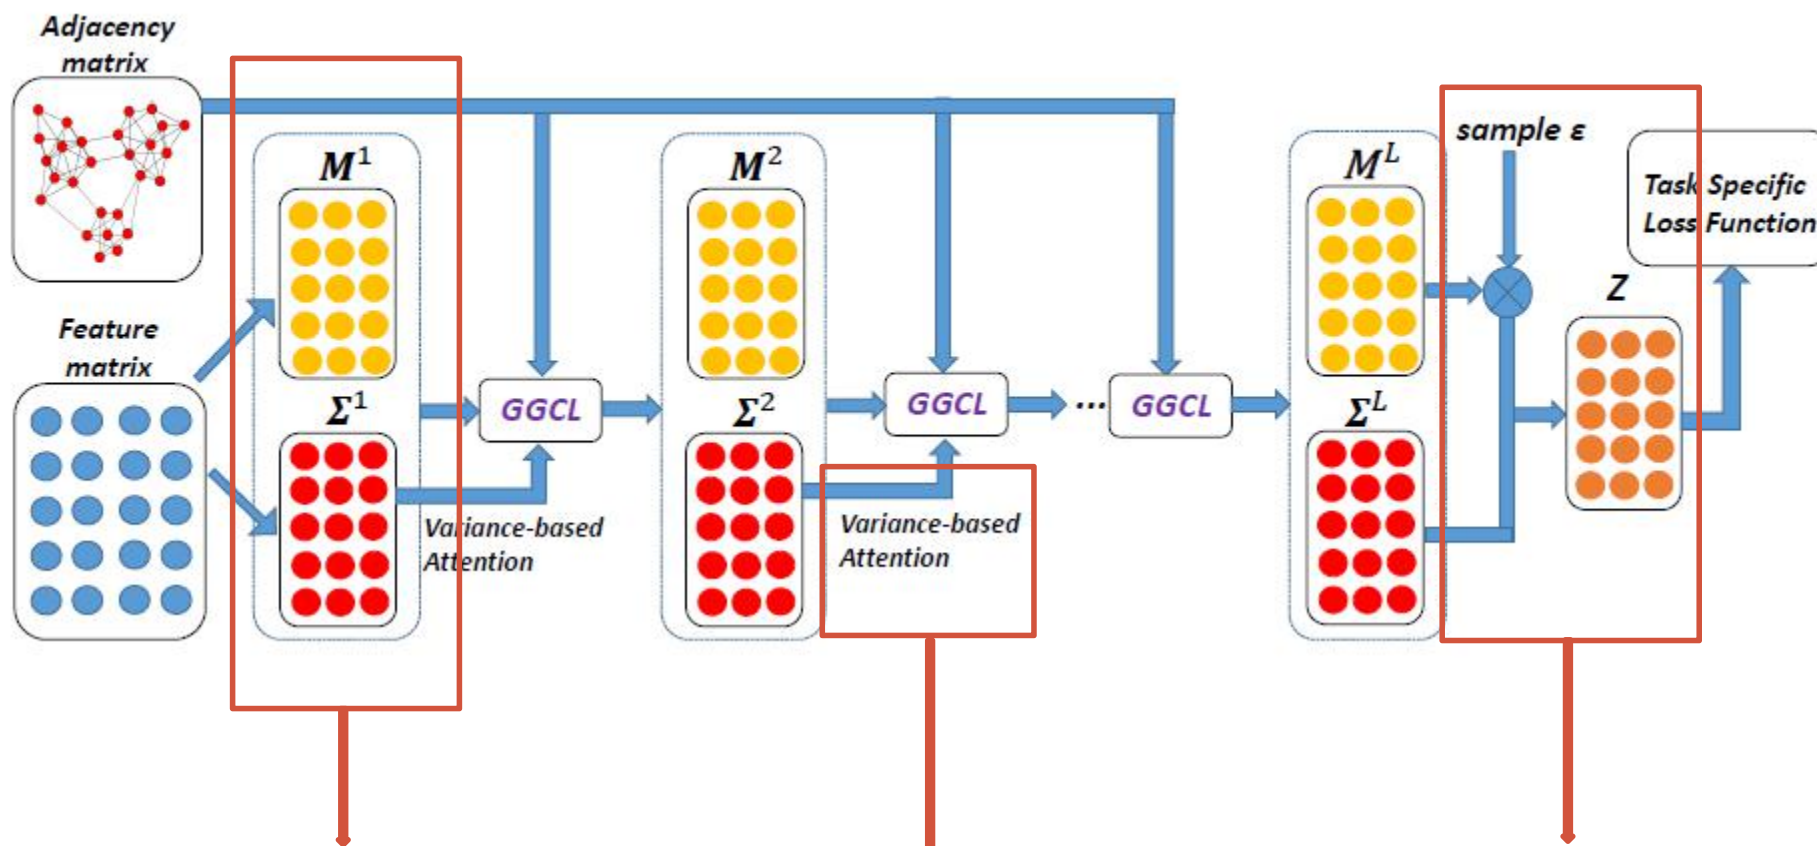 Adjacency
matrix
Feature
matrix
M¹
Σ¹
Variance-based
Attention
GGCL
M²
Σ²
Variance-based
Attention
GGCL
...
GGCL
Mᴸ
Σᴸ
sample ε
Z
Task Specific
Loss Function